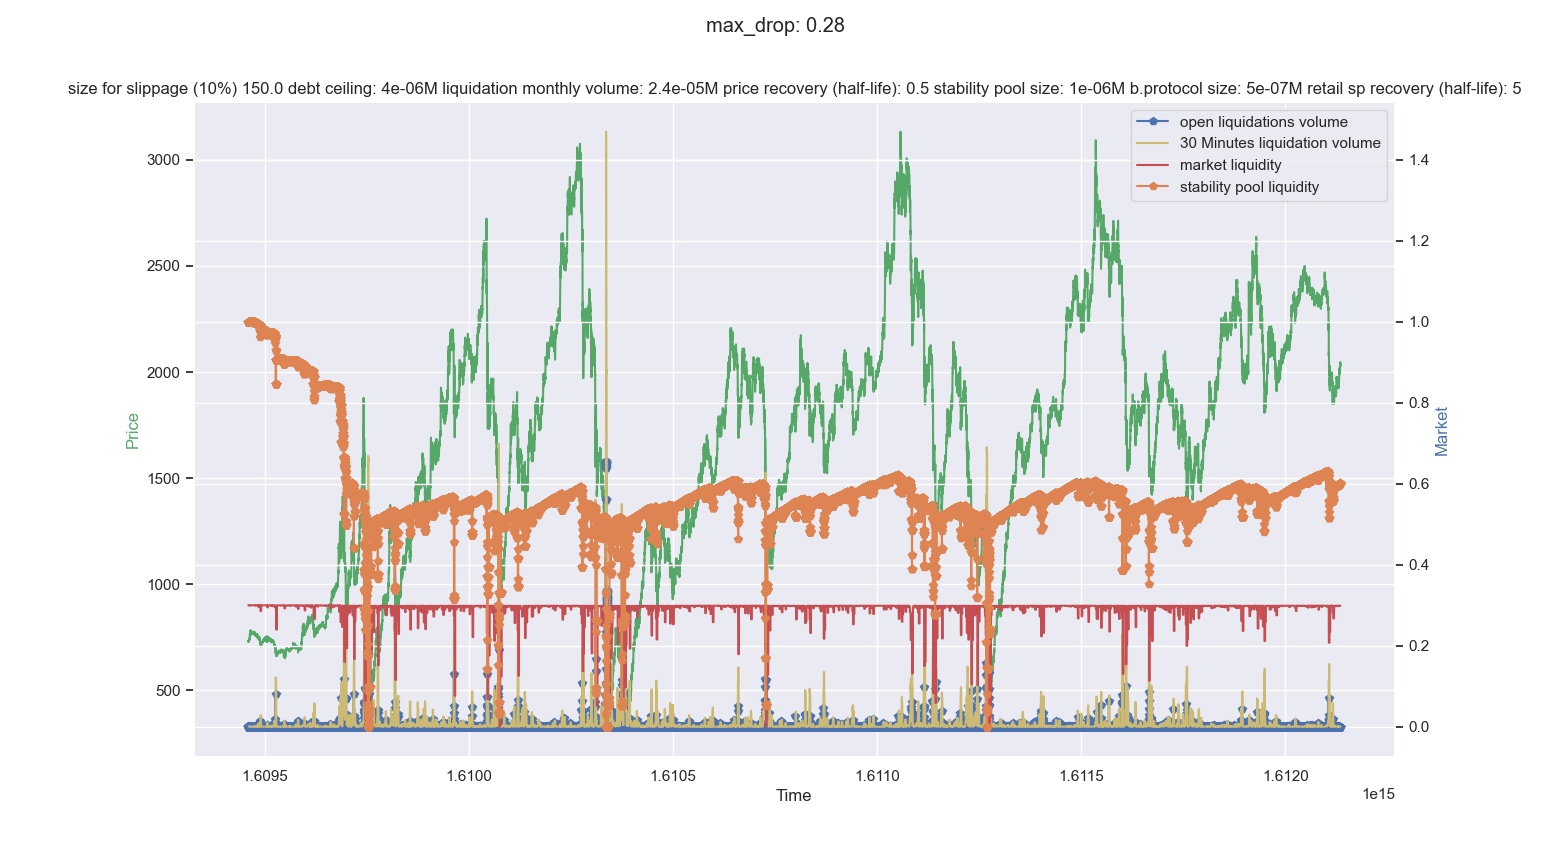 max_drop: 0.28
size for slippage (10%) 150.0 debt ceiling: 4e-06M liquidation monthly volume: 2.4e-05M price recovery (half-life): 0.5 stability pool size: 1e-06M b.protocol size: 5e-07M retail sp recovery (half-life): 5
open liquidations volume
30 Minutes liquidation volume
market liquidity
stability pool liquidity
3000
2500
2000
1500
1000
500
Price
1.4
1.2
1.0
0.8
0.6
0.4
0.2
0.0
Market
1.6095
1.6100
1.6105
1.6110
1.6115
1.6120
Time
1e15